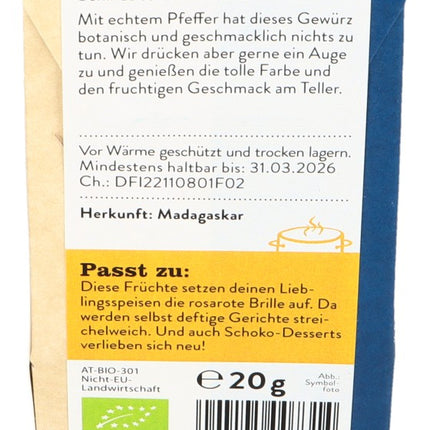 Mit echtem Pfeffer hat dieses Gewürz
botanisch und geschmacklich nichts zu
tun. Wir drücken aber gerne ein Auge
zu und genießen die tolle Farbe und
den fruchtigen Geschmack am Teller.
Vor Wärme geschützt und trocken lagern.
Mindestens haltbar bis: 31.03.2026
Ch.: DFI22110801F02
Herkunft: Madagaskar
Passt zu:
Diese Früchte setzen deinen Lieb-
lingsspeisen die rosarote Brille auf. Da
werden selbst deftige Gerichte strei-
chelweich. Und auch Schoko-Desserts
verlieben sich neu!
AT-BIO-301
Nicht-EU-
Landwirtschaft
℮ 20 g
Abb.:
Symbol-
foto